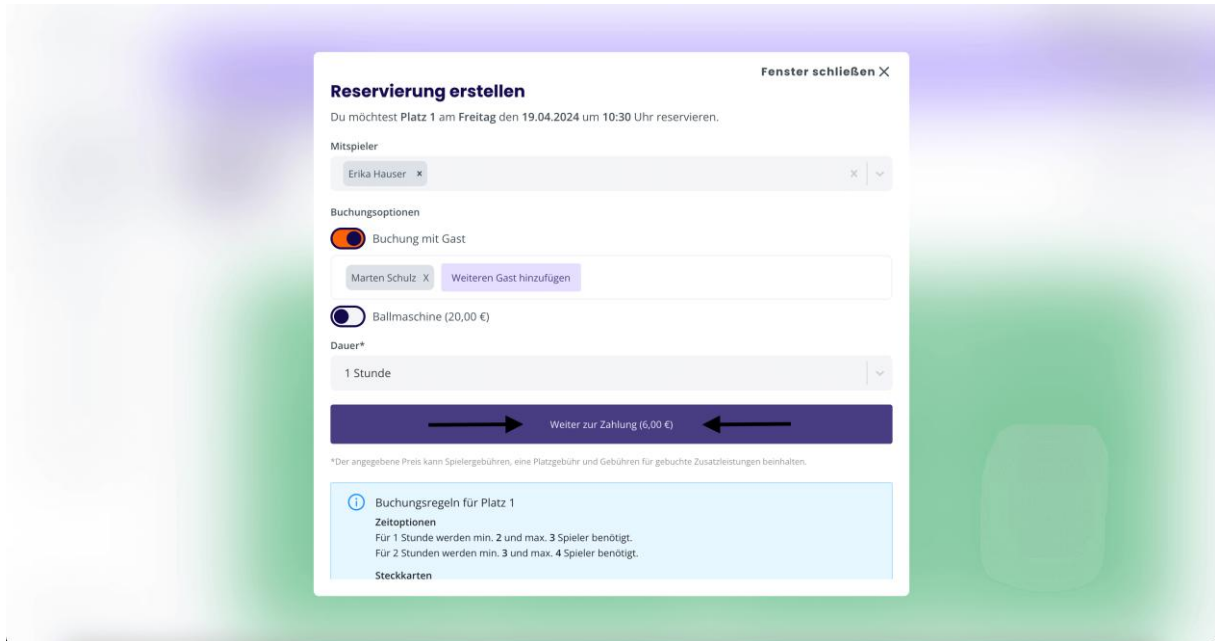 Fenster schließen X
Reservierung erstellen
Du möchtest Platz 1 am Freitag den 19.04.2024 um 10:30 Uhr reservieren.
Mitspieler
Erika Hauser ×
Buchungsoptionen
Buchung mit Gast
Marten Schulz X Weiteren Gast hinzufügen
Ballmaschine (20,00 €)
Dauer*
1 Stunde
Weiter zur Zahlung (6,00 €)
*Der angegebene Preis kann Spielergebühren, eine Platzgebühr und Gebühren für gebuchte Zusatzleistungen beinhalten.
Buchungsregeln für Platz 1
Zeitoptionen
Für 1 Stunde werden min. 2 und max. 3 Spieler benötigt.
Für 2 Stunden werden min. 3 und max. 4 Spieler benötigt.
Steckkarten